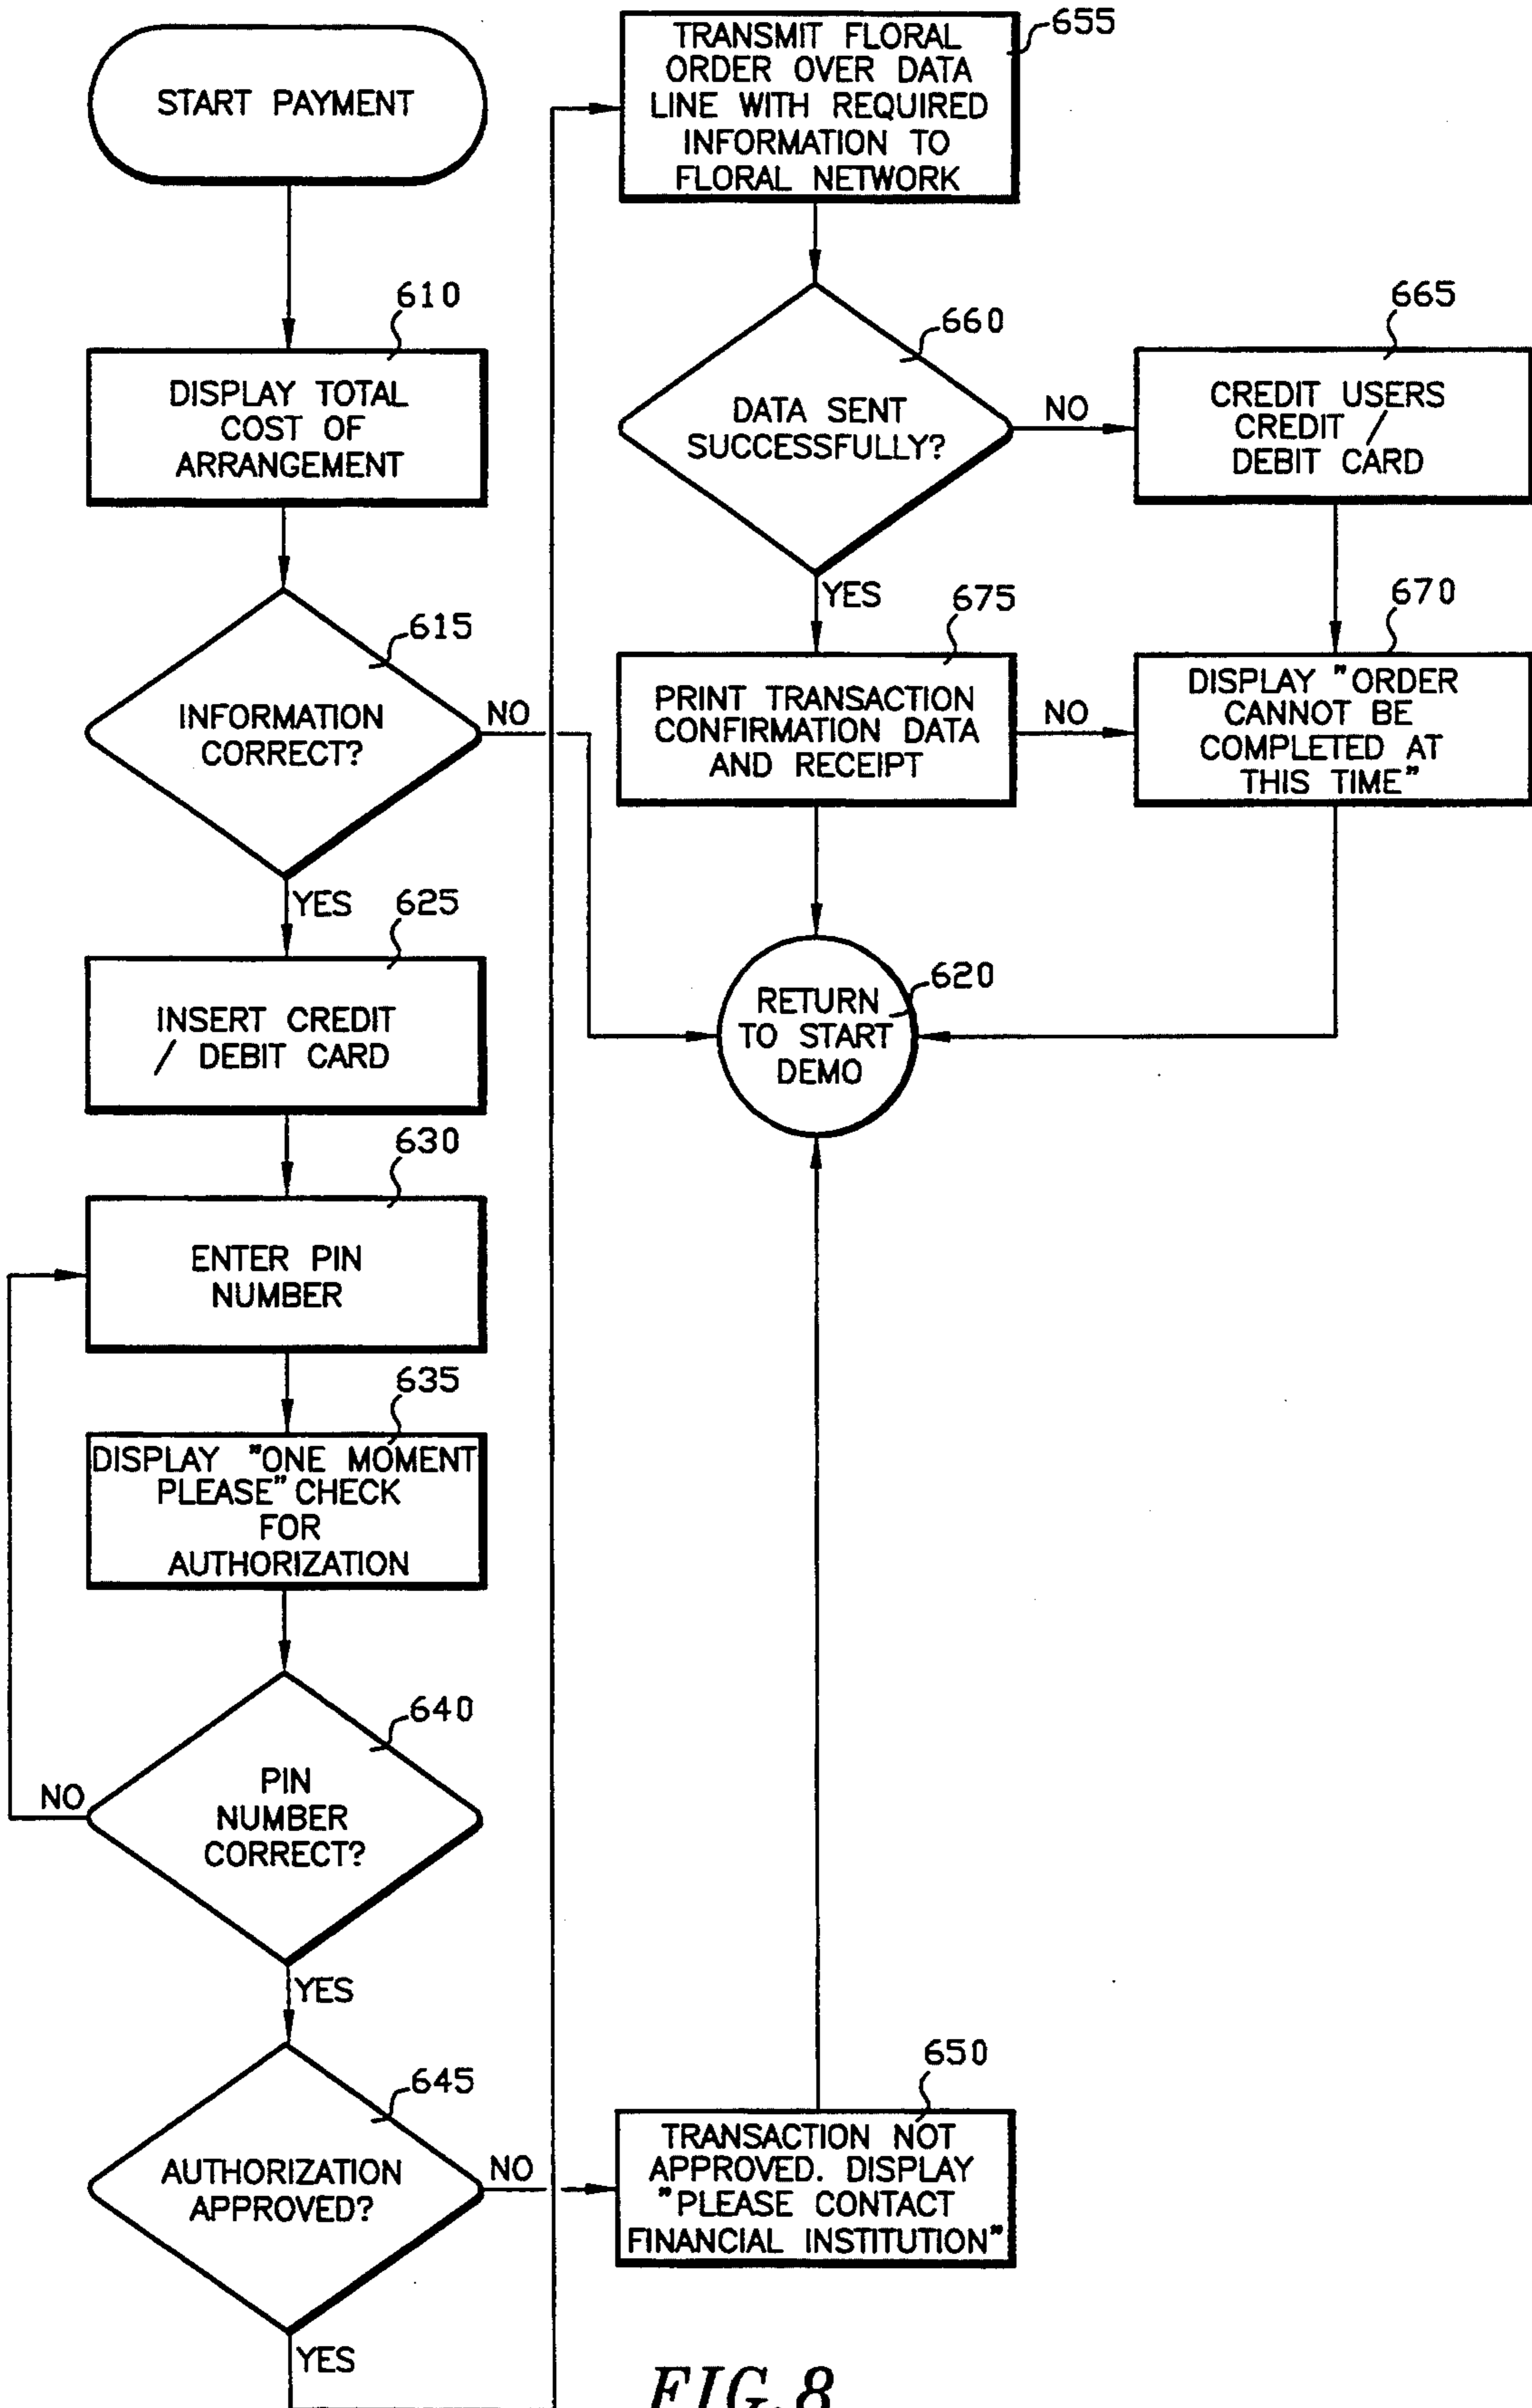 START PAYMENT
610
DISPLAY TOTAL
COST OF
ARRANGEMENT
615
INFORMATION
CORRECT?
NO
YES
625
INSERT CREDIT
/ DEBIT CARD
630
ENTER PIN
NUMBER
635
DISPLAY "ONE MOMENT
PLEASE" CHECK
FOR
AUTHORIZATION
640
PIN
NUMBER
CORRECT?
NO
YES
645
AUTHORIZATION
APPROVED?
NO
YES
650
TRANSACTION NOT
APPROVED. DISPLAY
"PLEASE CONTACT
FINANCIAL INSTITUTION"
655
TRANSMIT FLORAL
ORDER OVER DATA
LINE WITH REQUIRED
INFORMATION TO
FLORAL NETWORK
660
DATA SENT
SUCCESSFULLY?
NO
YES
665
CREDIT USERS
CREDIT /
DEBIT CARD
670
DISPLAY "ORDER
CANNOT BE
COMPLETED AT
THIS TIME"
675
PRINT TRANSACTION
CONFIRMATION DATA
AND RECEIPT
NO
620
RETURN
TO START
DEMO
FIG.8